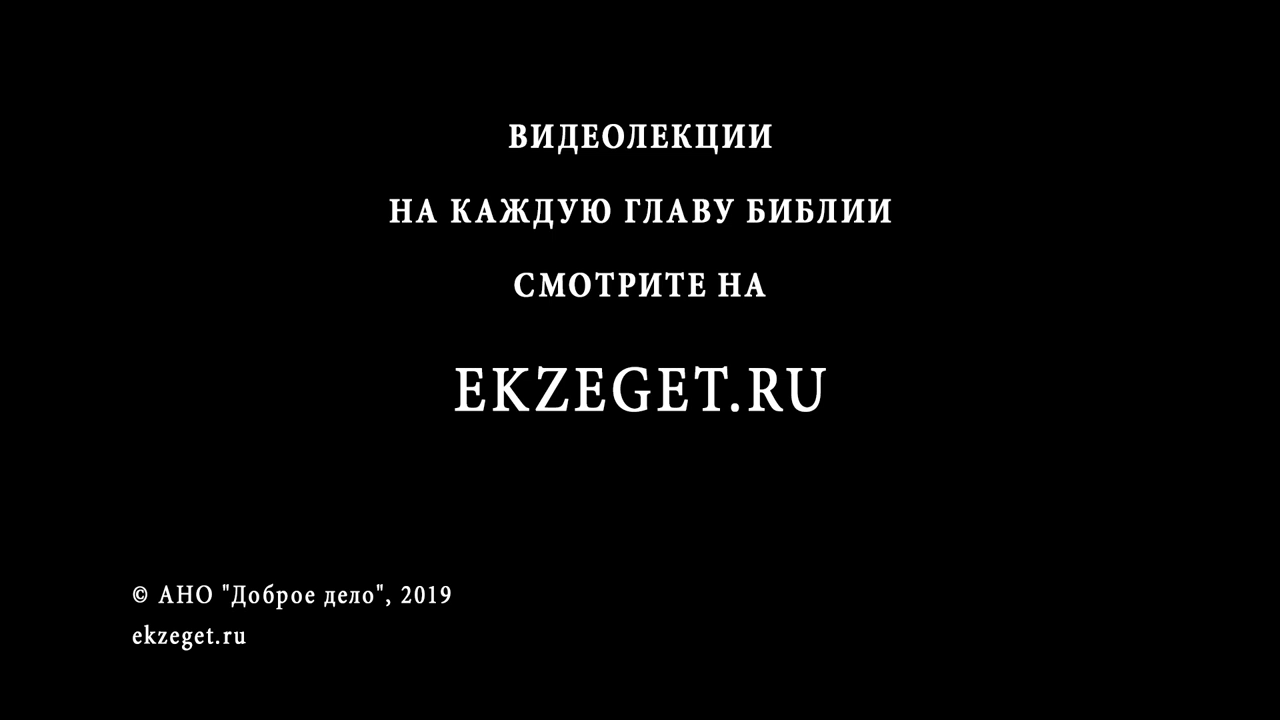 ВИДЕОЛЕКЦИИ
НА КАЖДУЮ ГЛАВУ БИБЛИИ
СМОТРИТЕ НА
EKZEGET.RU
© АНО "Доброе дело", 2019
ekzeget.ru